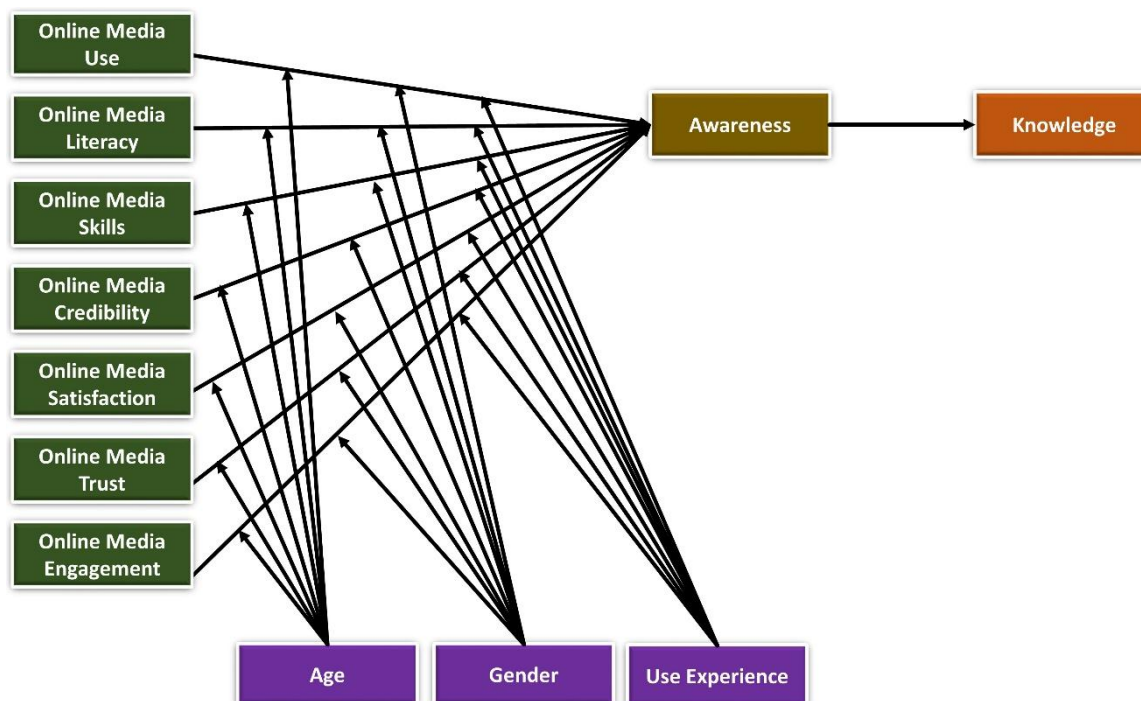 Online Media
Use
Online Media
Literacy
Awareness
Knowledge
Online Media
Skills
Online Media
Credibility
Online Media
Satisfaction
Online Media
Trust
Online Media
Engagement
Age
Gender
Use Experience